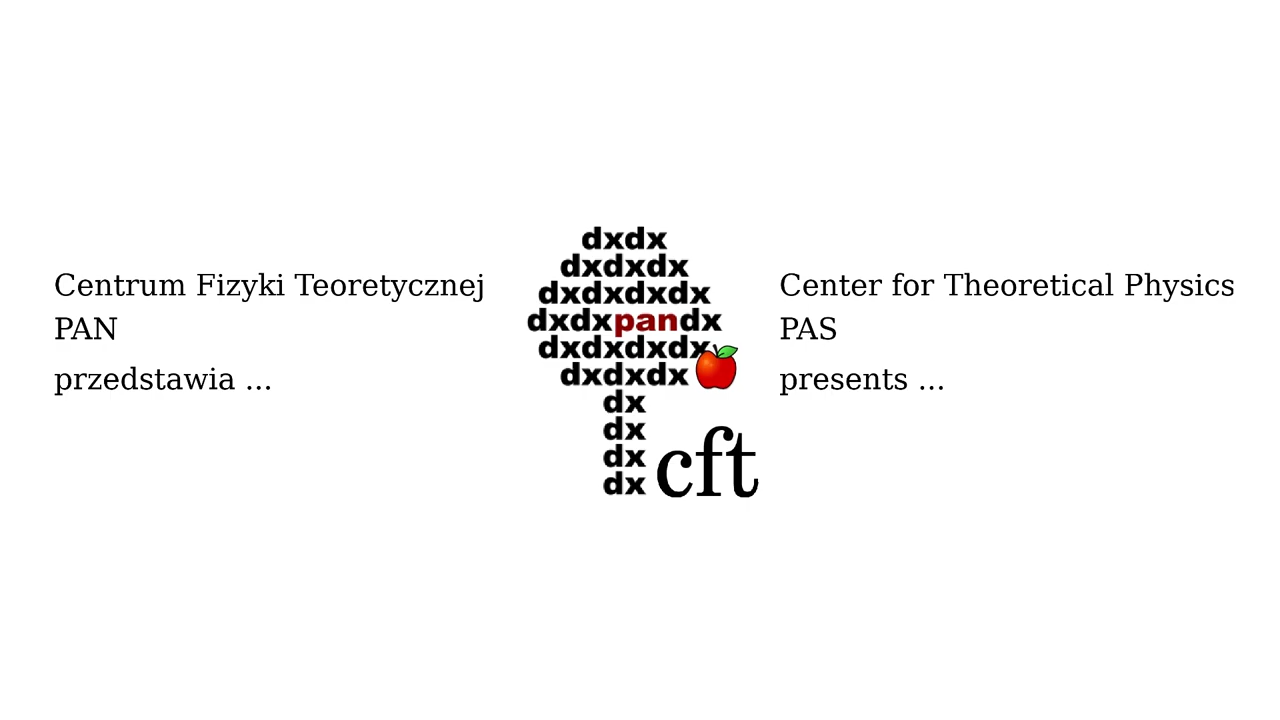 Centrum Fizyki Teoretycznej
PAN
przedstawia ...
dxdx
dxdxdx
dxdxdxdx
dxdxpandx
dxdxdxdx
dxdxdx
dx
dx
dx
dx
cft
Center for Theoretical Physics
PAS
presents ...